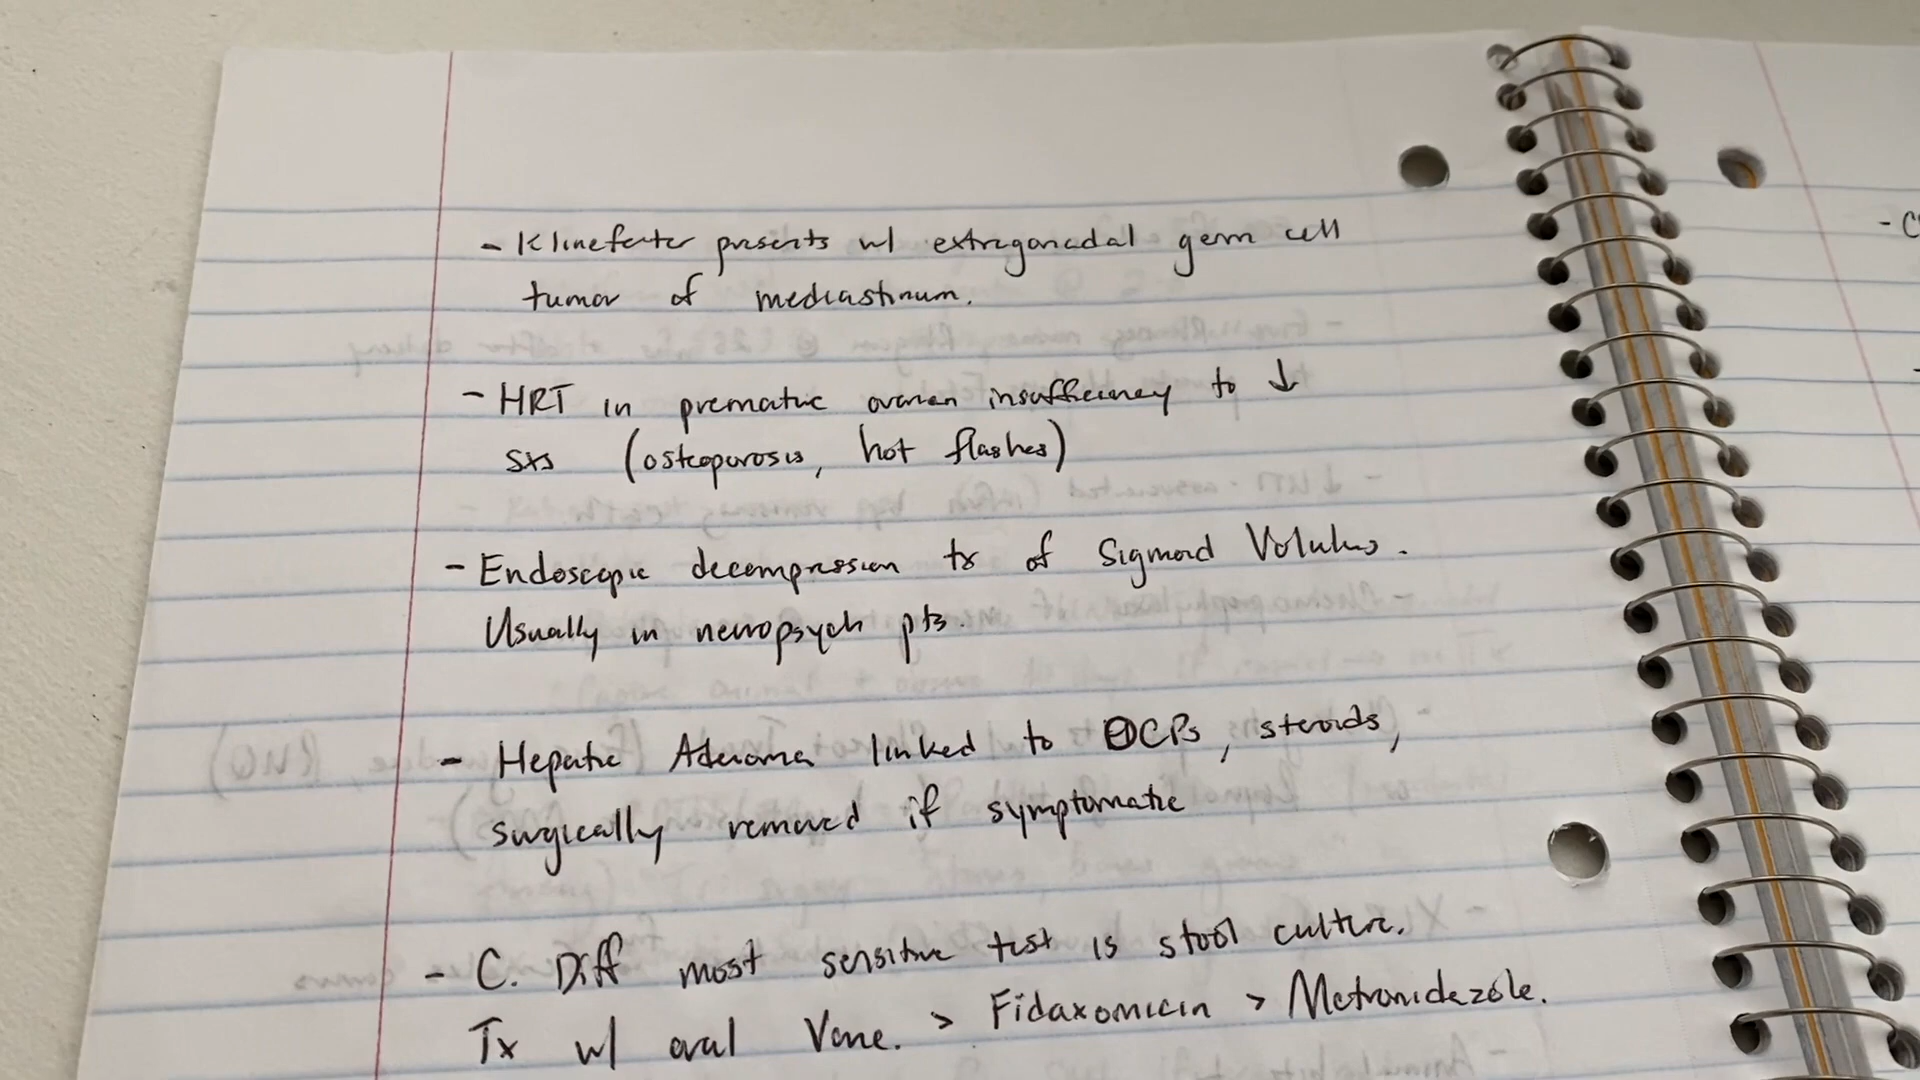 - Klinefelter presents w/ extragonadal germ cell
tumor of mediastinum.
- HRT in premature ovarian insufficiency to ↓
sxs (osteoporosis, hot flashes)
- Endoscopic decompression tx of Sigmoid Volulus.
Usually in neuropsych pts.
- Hepatic Adenoma linked to OCPs, steroids,
surgically removed if symptomatic
- C. Diff most sensitive test is stool culture.
Tx w/ oral Vanc. > Fidaxomicin > Metronidazole.
- C